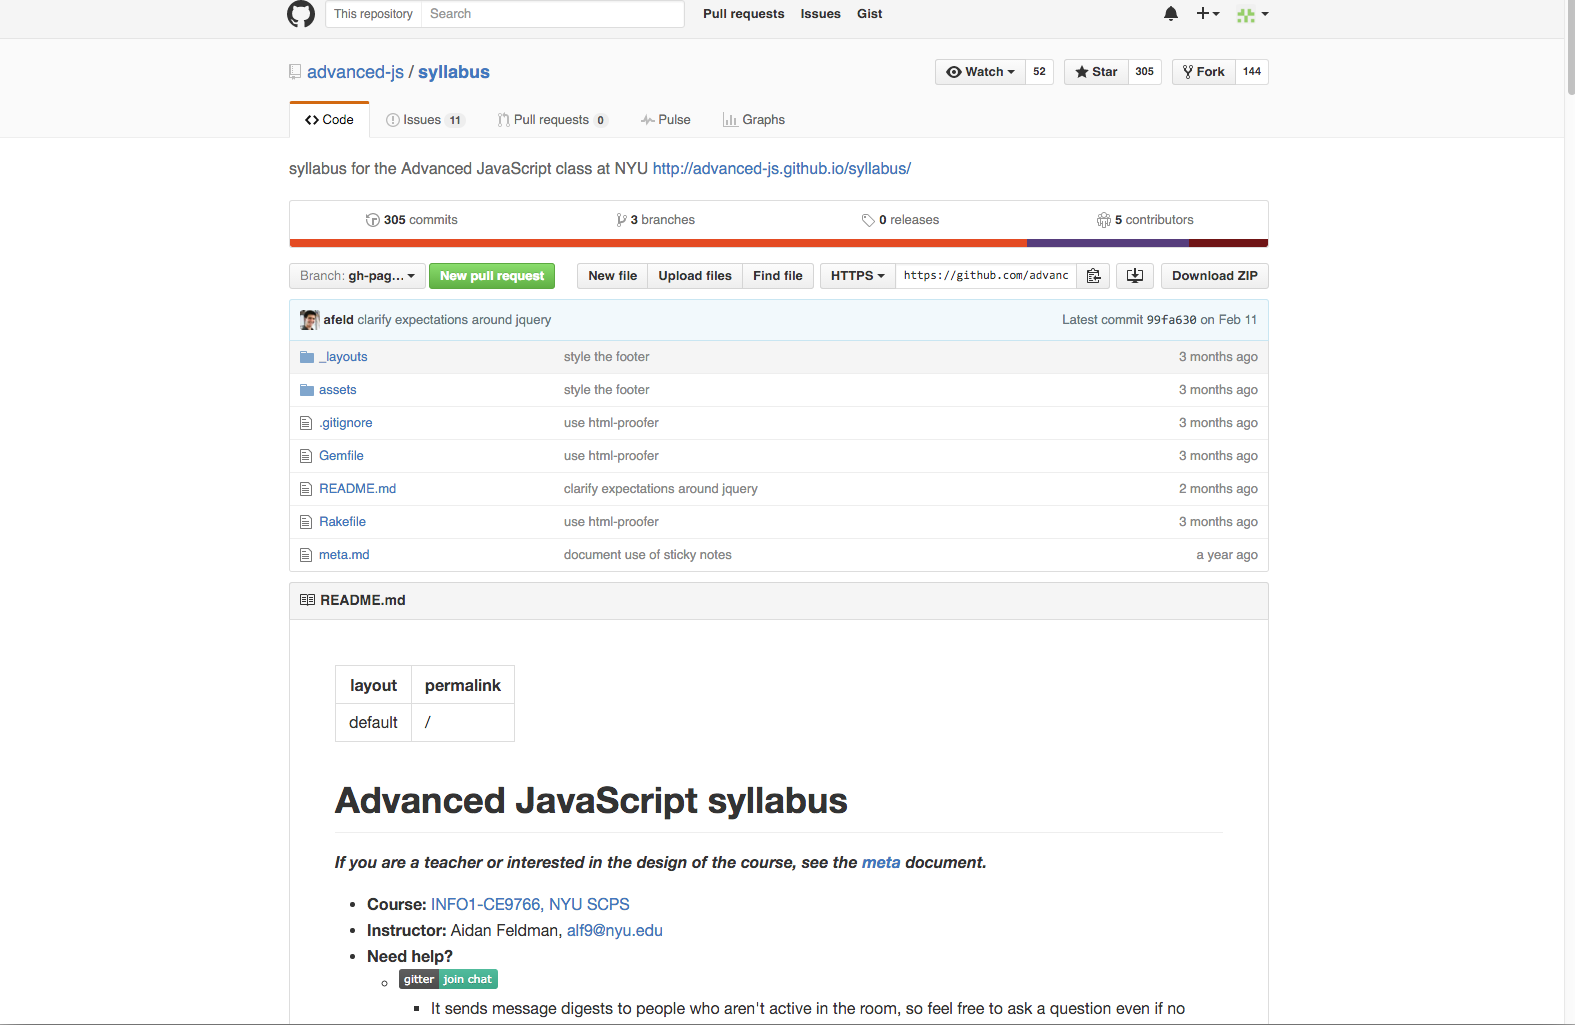 This repository Search Pull requests Issues Gist
advanced-js / syllabus Watch 52 Star 305 Fork 144
Code Issues 11 Pull requests 0 Pulse Graphs
syllabus for the Advanced JavaScript class at NYU http://advanced-js.github.io/syllabus/
305 commits 3 branches 0 releases 5 contributors
Branch: gh-pag... New pull request New file Upload files Find file HTTPS https://github.com/advanc Download ZIP
afeld clarify expectations around jquery Latest commit 99fa630 on Feb 11
_layouts style the footer 3 months ago
assets style the footer 3 months ago
.gitignore use html-proofer 3 months ago
Gemfile use html-proofer 3 months ago
README.md clarify expectations around jquery 2 months ago
Rakefile use html-proofer 3 months ago
meta.md document use of sticky notes a year ago
README.md
layout permalink
default /
Advanced JavaScript syllabus
If you are a teacher or interested in the design of the course, see the meta document.
Course: INFO1-CE9766, NYU SCPS
Instructor: Aidan Feldman, alf9@nyu.edu
Need help?
gitter join chat
It sends message digests to people who aren't active in the room, so feel free to ask a question even if no